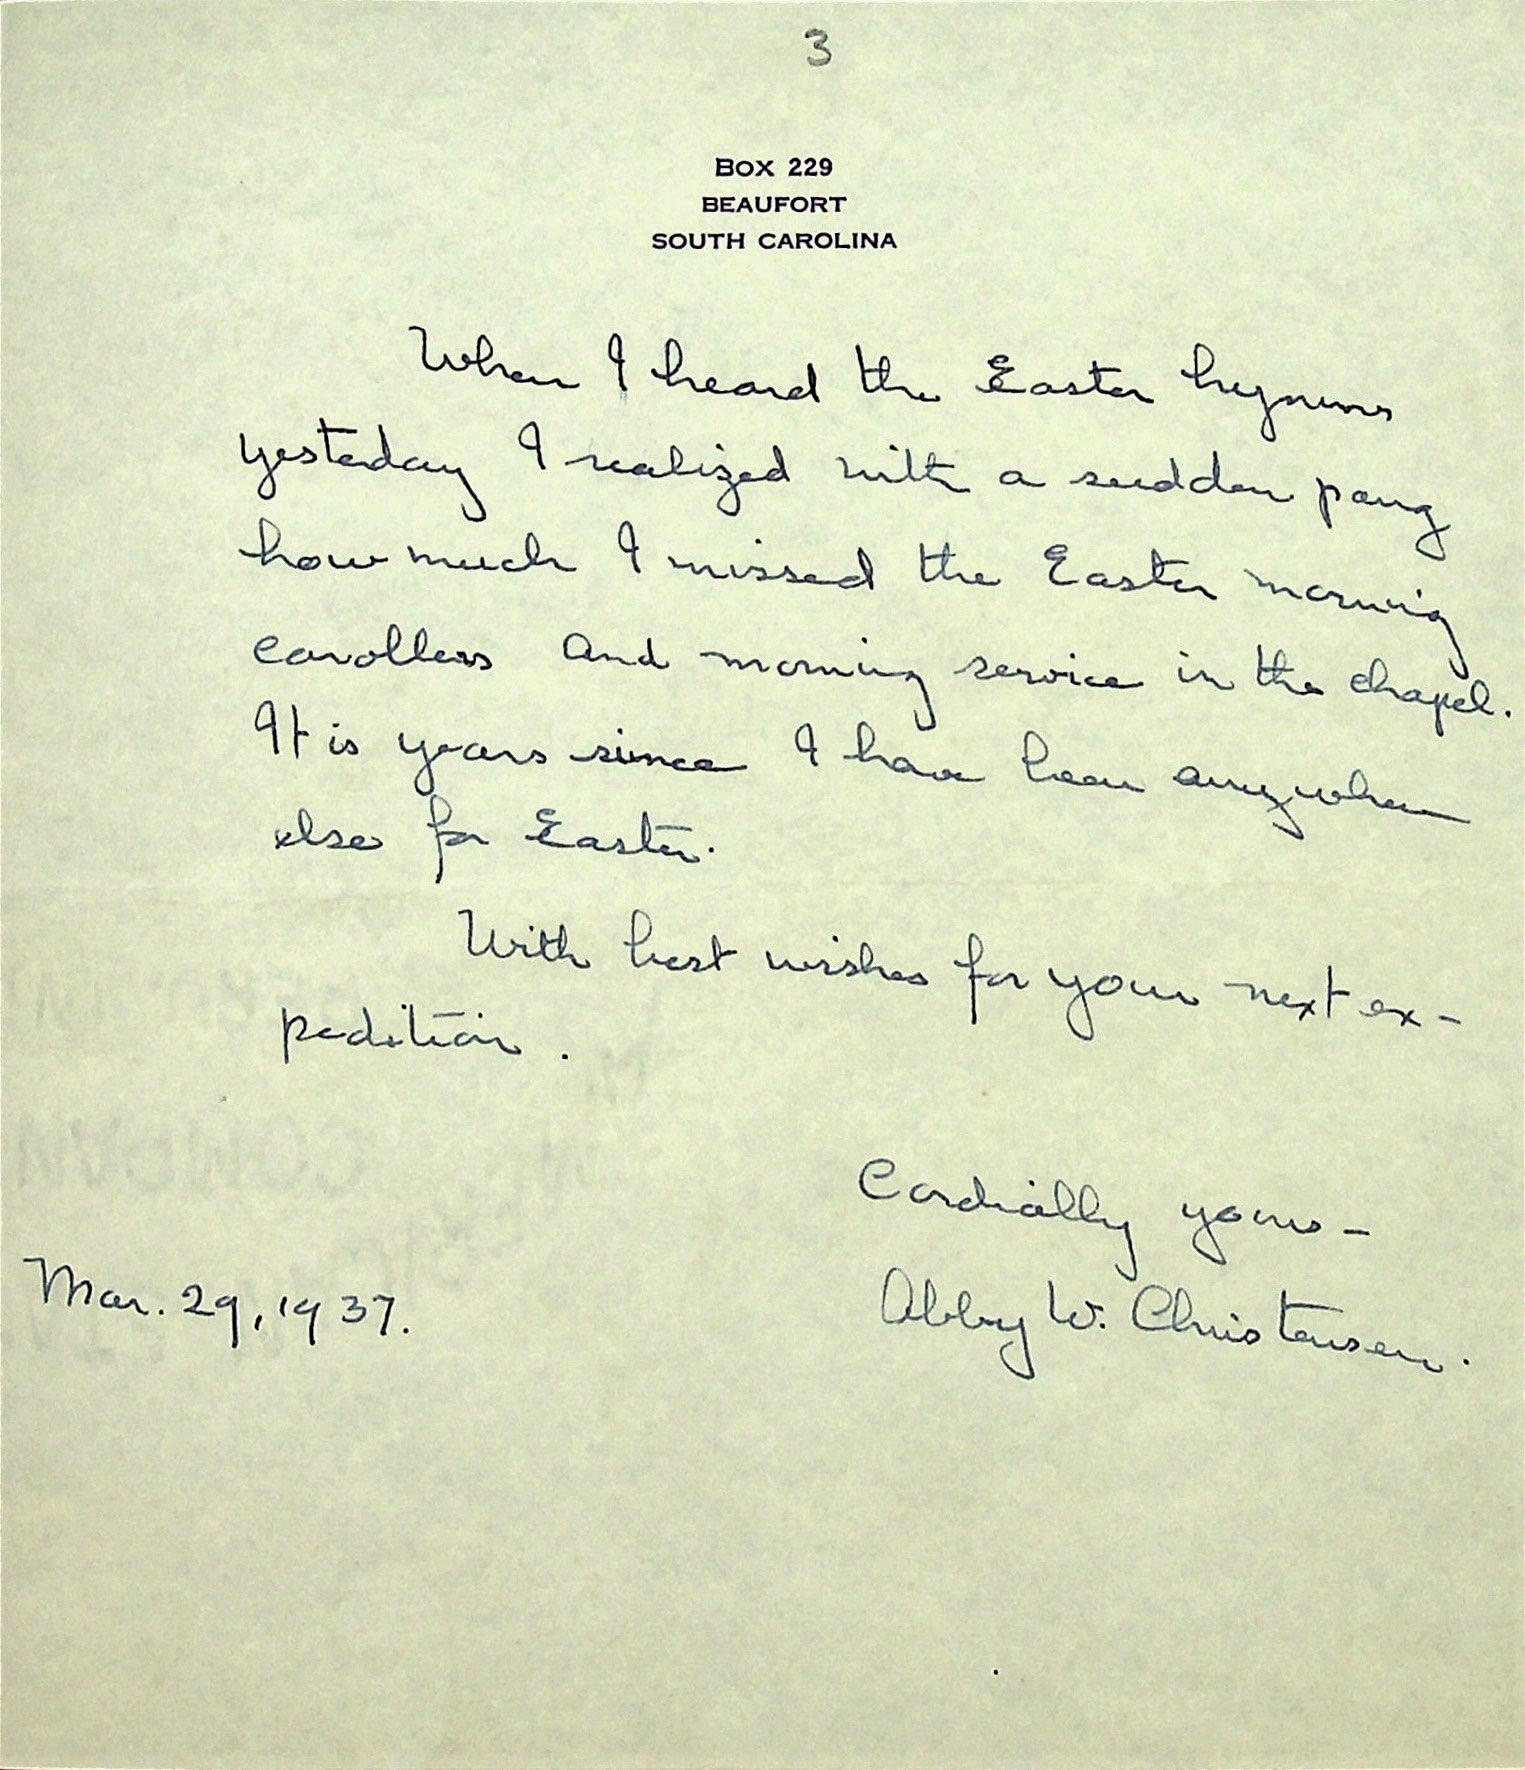 3
BOX 229
BEAUFORT
SOUTH CAROLINA
When I heard the Easter hymns
yesterday I realized with a sudden pang
how much I missed the Easter morning
carollers and morning service in the chapel.
It is years since I have been anywhere
else for Easter.
With best wishes for your next ex-
pedition.
Cordially yours -
Mar. 29, 1937.
Abby W. Christensen.